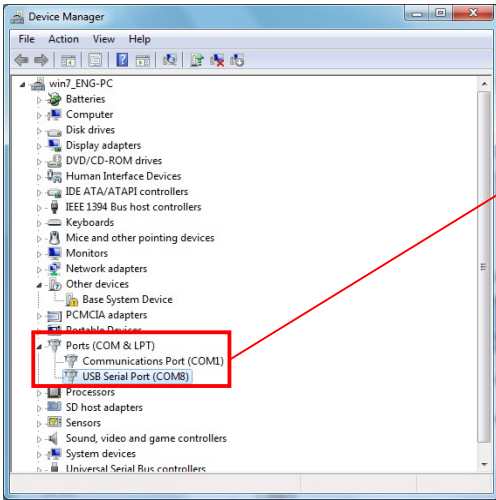 Device Manager
File Action View Help
win7_ENG-PC
Batteries
Computer
Disk drives
Display adapters
DVD/CD-ROM drives
Human Interface Devices
IDE ATA/ATAPI controllers
IEEE 1394 Bus host controllers
Keyboards
Mice and other pointing devices
Monitors
Network adapters
Other devices
Base System Device
PCMCIA adapters
Portable Devices
Ports (COM & LPT)
Communications Port (COM1)
USB Serial Port (COM8)
Processors
SD host adapters
Sensors
Sound, video and game controllers
System devices
Universal Serial Bus controllers